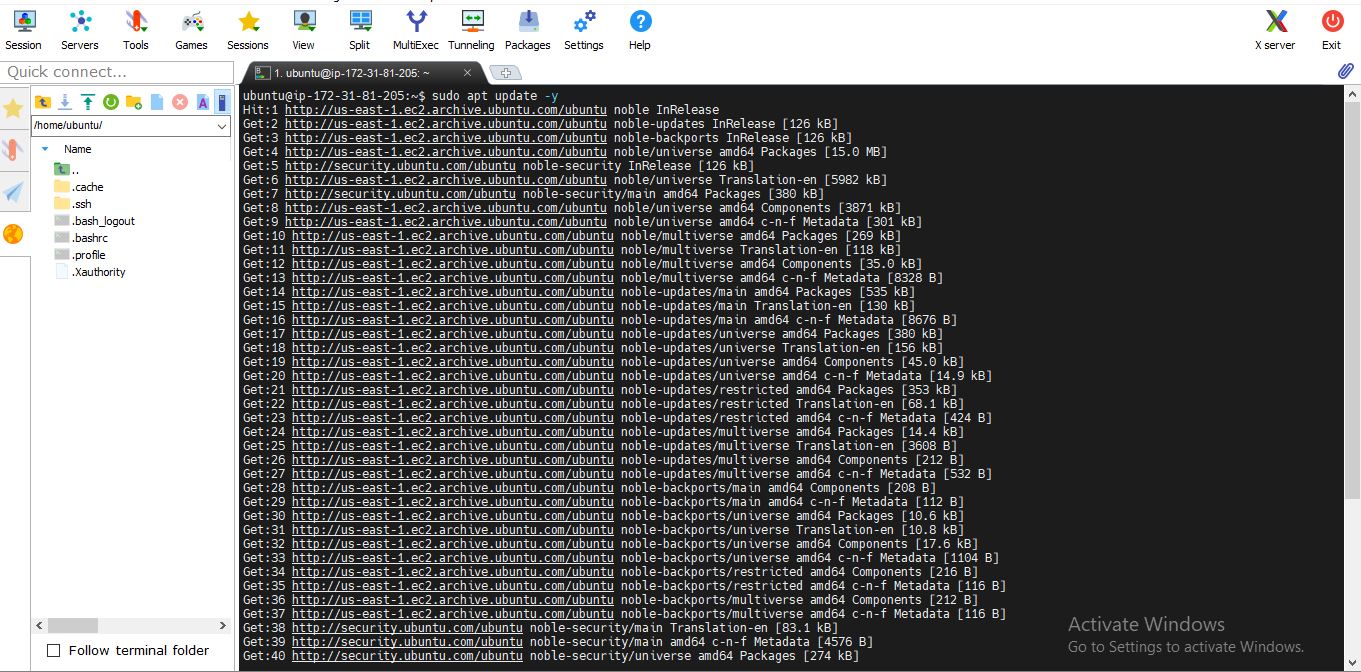 Session Servers Tools Games Sessions View Split MultiExec Tunneling Packages Settings Help X server Exit
Quick connect...
1. ubuntu@ip-172-31-81-205: ~
/home/ubuntu/
Name
..
.cache
.ssh
.bash_logout
.bashrc
.profile
.Xauthority
Follow terminal folder
ubuntu@ip-172-31-81-205:~$ sudo apt update -y
Hit:1 http://us-east-1.ec2.archive.ubuntu.com/ubuntu noble InRelease
Get:2 http://us-east-1.ec2.archive.ubuntu.com/ubuntu noble-updates InRelease [126 kB]
Get:3 http://us-east-1.ec2.archive.ubuntu.com/ubuntu noble-backports InRelease [126 kB]
Get:4 http://us-east-1.ec2.archive.ubuntu.com/ubuntu noble/universe amd64 Packages [15.0 MB]
Get:5 http://security.ubuntu.com/ubuntu noble-security InRelease [126 kB]
Get:6 http://us-east-1.ec2.archive.ubuntu.com/ubuntu noble/universe Translation-en [5982 kB]
Get:7 http://security.ubuntu.com/ubuntu noble-security/main amd64 Packages [380 kB]
Get:8 http://us-east-1.ec2.archive.ubuntu.com/ubuntu noble/universe amd64 Components [3871 kB]
Get:9 http://us-east-1.ec2.archive.ubuntu.com/ubuntu noble/universe amd64 c-n-f Metadata [301 kB]
Get:10 http://us-east-1.ec2.archive.ubuntu.com/ubuntu noble/multiverse amd64 Packages [269 kB]
Get:11 http://us-east-1.ec2.archive.ubuntu.com/ubuntu noble/multiverse Translation-en [118 kB]
Get:12 http://us-east-1.ec2.archive.ubuntu.com/ubuntu noble/multiverse amd64 Components [35.0 kB]
Get:13 http://us-east-1.ec2.archive.ubuntu.com/ubuntu noble/multiverse amd64 c-n-f Metadata [8328 B]
Get:14 http://us-east-1.ec2.archive.ubuntu.com/ubuntu noble-updates/main amd64 Packages [535 kB]
Get:15 http://us-east-1.ec2.archive.ubuntu.com/ubuntu noble-updates/main Translation-en [130 kB]
Get:16 http://us-east-1.ec2.archive.ubuntu.com/ubuntu noble-updates/main amd64 c-n-f Metadata [8676 B]
Get:17 http://us-east-1.ec2.archive.ubuntu.com/ubuntu noble-updates/universe amd64 Packages [380 kB]
Get:18 http://us-east-1.ec2.archive.ubuntu.com/ubuntu noble-updates/universe Translation-en [156 kB]
Get:19 http://us-east-1.ec2.archive.ubuntu.com/ubuntu noble-updates/universe amd64 Components [45.0 kB]
Get:20 http://us-east-1.ec2.archive.ubuntu.com/ubuntu noble-updates/universe amd64 c-n-f Metadata [14.9 kB]
Get:21 http://us-east-1.ec2.archive.ubuntu.com/ubuntu noble-updates/restricted amd64 Packages [353 kB]
Get:22 http://us-east-1.ec2.archive.ubuntu.com/ubuntu noble-updates/restricted Translation-en [68.1 kB]
Get:23 http://us-east-1.ec2.archive.ubuntu.com/ubuntu noble-updates/restricted amd64 c-n-f Metadata [424 B]
Get:24 http://us-east-1.ec2.archive.ubuntu.com/ubuntu noble-updates/multiverse amd64 Packages [14.4 kB]
Get:25 http://us-east-1.ec2.archive.ubuntu.com/ubuntu noble-updates/multiverse Translation-en [3608 B]
Get:26 http://us-east-1.ec2.archive.ubuntu.com/ubuntu noble-updates/multiverse amd64 Components [212 B]
Get:27 http://us-east-1.ec2.archive.ubuntu.com/ubuntu noble-updates/multiverse amd64 c-n-f Metadata [532 B]
Get:28 http://us-east-1.ec2.archive.ubuntu.com/ubuntu noble-backports/main amd64 Components [208 B]
Get:29 http://us-east-1.ec2.archive.ubuntu.com/ubuntu noble-backports/main amd64 c-n-f Metadata [112 B]
Get:30 http://us-east-1.ec2.archive.ubuntu.com/ubuntu noble-backports/universe amd64 Packages [10.6 kB]
Get:31 http://us-east-1.ec2.archive.ubuntu.com/ubuntu noble-backports/universe Translation-en [10.8 kB]
Get:32 http://us-east-1.ec2.archive.ubuntu.com/ubuntu noble-backports/universe amd64 Components [17.6 kB]
Get:33 http://us-east-1.ec2.archive.ubuntu.com/ubuntu noble-backports/universe amd64 c-n-f Metadata [1104 B]
Get:34 http://us-east-1.ec2.archive.ubuntu.com/ubuntu noble-backports/restricted amd64 Components [216 B]
Get:35 http://us-east-1.ec2.archive.ubuntu.com/ubuntu noble-backports/restricted amd64 c-n-f Metadata [116 B]
Get:36 http://us-east-1.ec2.archive.ubuntu.com/ubuntu noble-backports/multiverse amd64 Components [212 B]
Get:37 http://us-east-1.ec2.archive.ubuntu.com/ubuntu noble-backports/multiverse amd64 c-n-f Metadata [116 B]
Get:38 http://security.ubuntu.com/ubuntu noble-security/main Translation-en [83.1 kB]
Get:39 http://security.ubuntu.com/ubuntu noble-security/main amd64 c-n-f Metadata [4576 B]
Get:40 http://security.ubuntu.com/ubuntu noble-security/universe amd64 Packages [274 kB]
Activate Windows
Go to Settings to activate Windows.